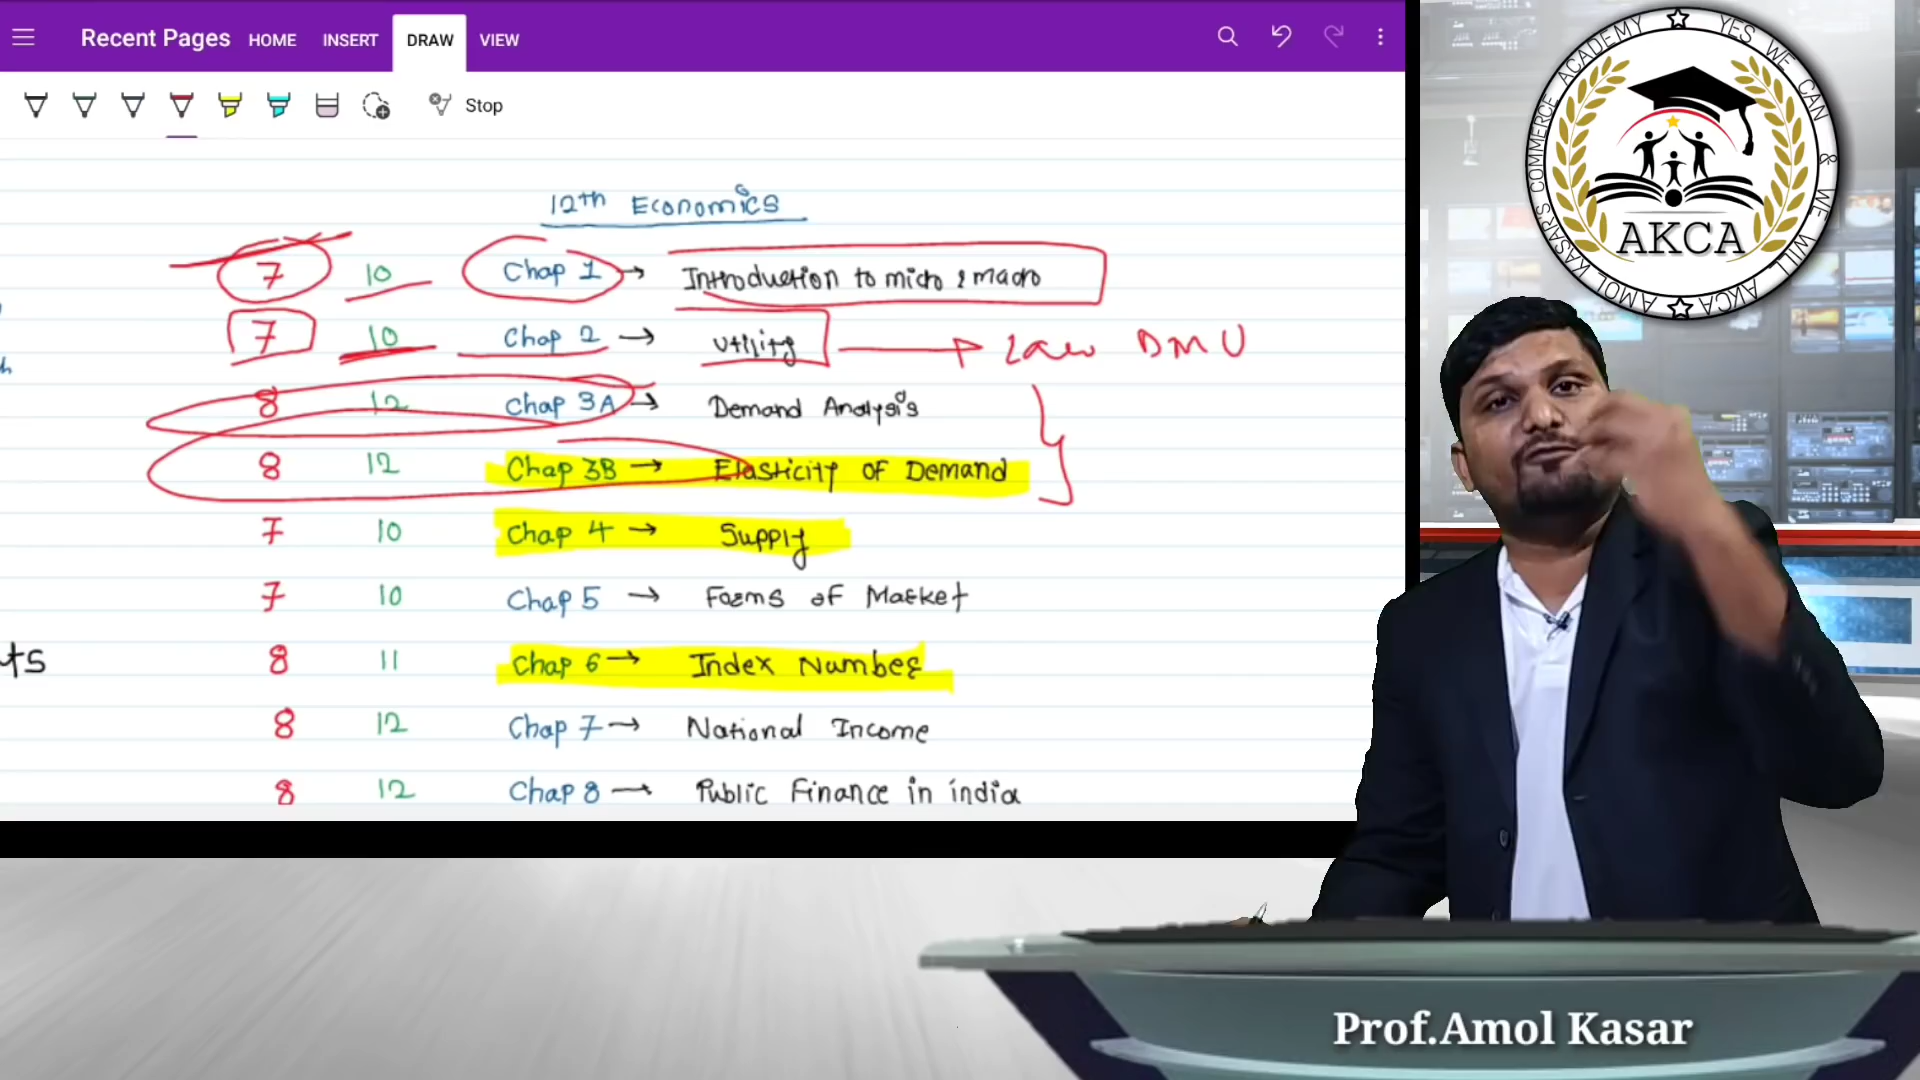 Recent Pages HOME INSERT DRAW VIEW
Stop
12th Economics
7 10 Chap 1 → Introduction to micro & macro
7 10 Chap 2 → Utility → Law DMU
8 12 Chap 3A → Demand Analysis
8 12 Chap 3B → Elasticity of Demand
7 10 Chap 4 → Supply
7 10 Chap 5 → Forms of Market
ts
8 11 Chap 6 → Index Number
8 12 Chap 7 → National Income
8 12 Chap 8 → Public Finance in india
AMOL KASAR'S COMMERCE ACADEMY
YES WE CAN & WE WILL
AKCA
AKCA
Prof.Amol Kasar